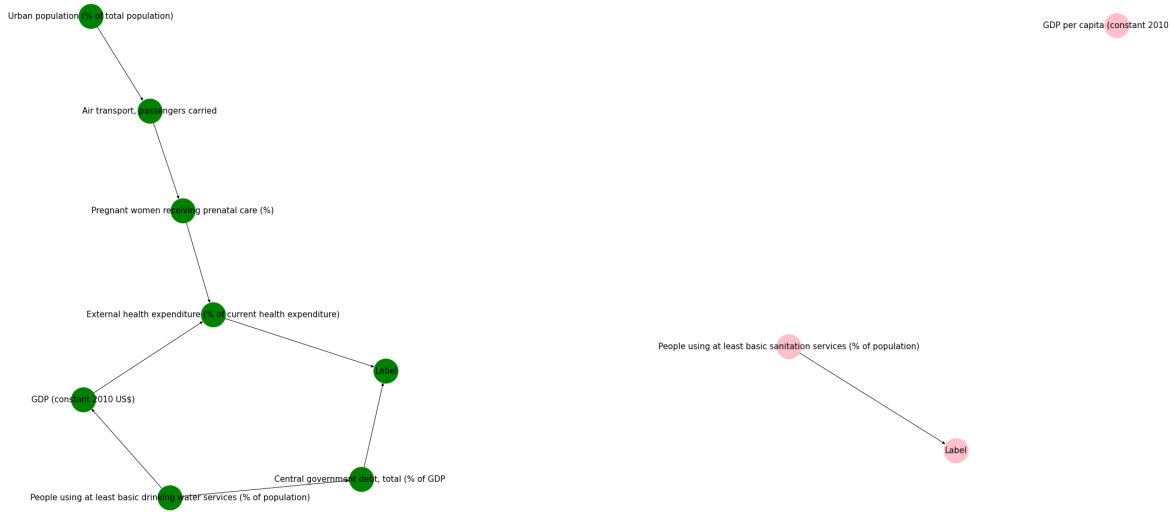 Urban population (% of total population)
GDP per capita (constant 2010
Air transport, passengers carried
Pregnant women receiving prenatal care (%)
External health expenditure (% of current health expenditure)
People using at least basic sanitation services (% of population)
Label
GDP (constant 2010 US$)
Label
Central government debt, total (% of GDP
People using at least basic drinking water services (% of population)